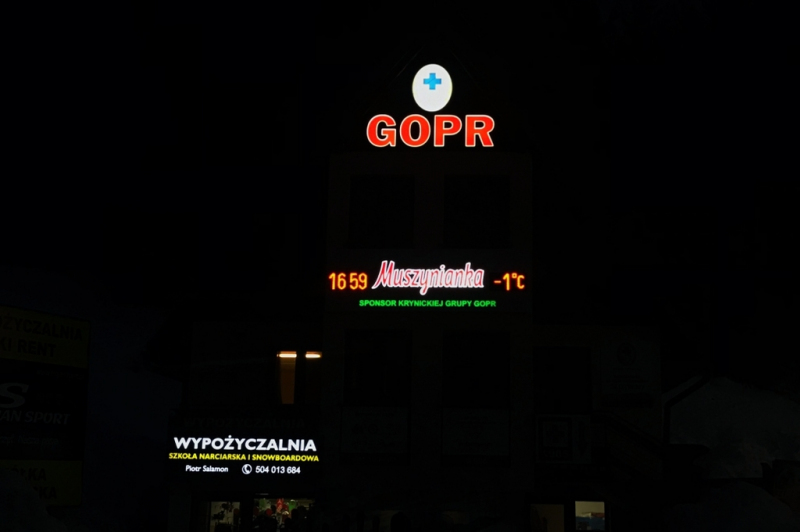 GOPR
16 59 Muszynianka -1°C
SPONSOR KRYNICKIEJ GRUPY GOPR
WYPOŻYCZALNIA
SZKOŁA NARCIARSKA I SNOWBOARDOWA
Piotr Salamon 504 013 684